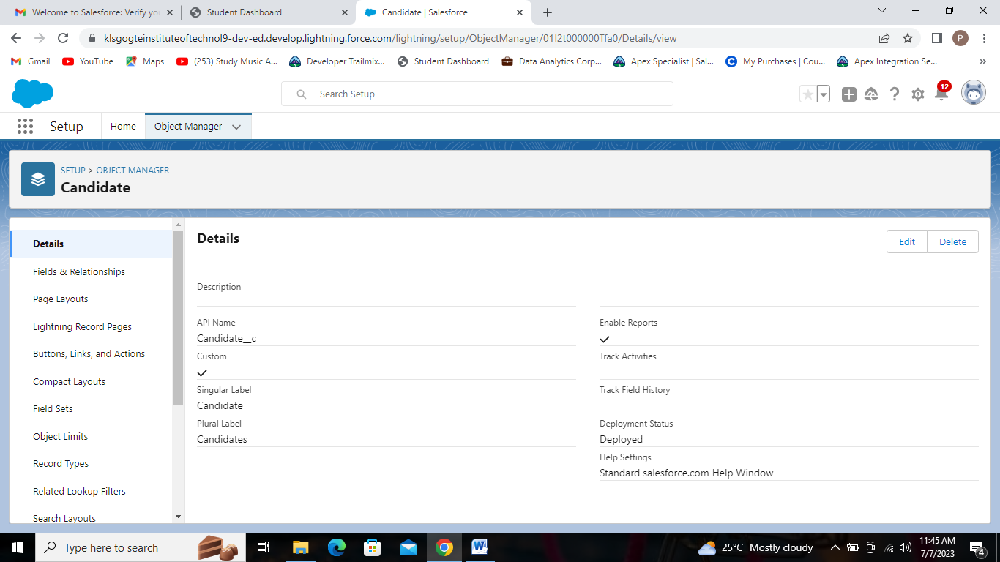 Welcome to Salesforce: Verify yo
Student Dashboard
Candidate | Salesforce
klsgogteinstituteoftechnol9-dev-ed.develop.lightning.force.com/lightning/setup/ObjectManager/01I2t000000Tfa0/Details/view
P
Gmail
YouTube
Maps
(253) Study Music A...
Developer Trailmix...
Student Dashboard
Data Analytics Corp...
Apex Specialist | Sal...
My Purchases | Cou...
Apex Integration Se...
Search Setup
12
Setup
Home
Object Manager
SETUP > OBJECT MANAGER
Candidate
Details
Fields & Relationships
Page Layouts
Lightning Record Pages
Buttons, Links, and Actions
Compact Layouts
Field Sets
Object Limits
Record Types
Related Lookup Filters
Search Layouts
Details
Edit
Delete
Description
API Name
Candidate__c
Custom
Singular Label
Candidate
Plural Label
Candidates
Enable Reports
Track Activities
Track Field History
Deployment Status
Deployed
Help Settings
Standard salesforce.com Help Window
Type here to search
25°C Mostly cloudy
11:45 AM
7/7/2023
4